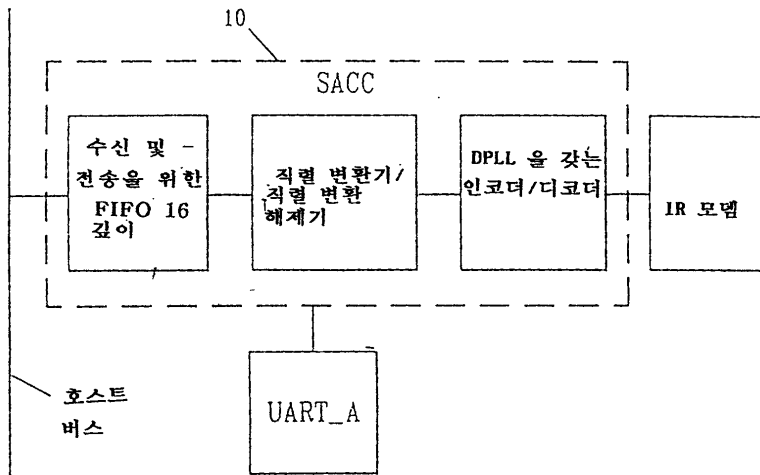 10
SACC
수신 및
전송을 위한
FIFO 16
깊이
직렬 변환기/
직렬 변환
해제기
DPLL 을 갖는
인코더/디코더
IR 모뎀
호스트
버스
UART_A